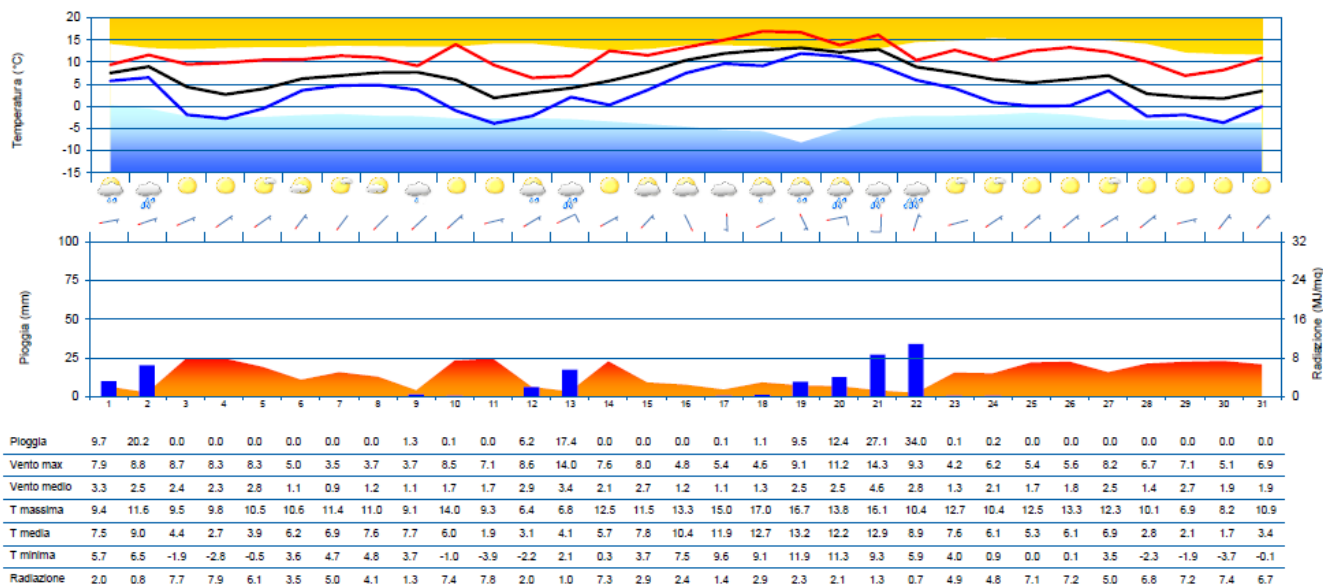 20
15
10
5
0
-5
-10
-15
Temperatura (°C)
100
75
50
25
0
Pioggia (mm)
32
24
16
8
0
Radiazione (MJ/mq)
1 2 3 4 5 6 7 8 9 10 11 12 13 14 15 16 17 18 19 20 21 22 23 24 25 26 27 28 29 30 31
Pioggia 9.7 20.2 0.0 0.0 0.0 0.0 0.0 0.0 1.3 0.1 0.0 6.2 17.4 0.0 0.0 0.0 0.1 1.1 9.5 12.4 27.1 34.0 0.1 0.2 0.0 0.0 0.0 0.0 0.0 0.0 0.0
Vento max 7.9 8.8 8.7 8.3 8.3 5.0 3.5 3.7 3.7 8.5 7.1 8.6 14.0 7.6 8.0 4.8 5.4 4.6 9.1 11.2 14.3 9.3 4.2 6.2 5.4 5.6 8.2 6.7 7.1 5.1 6.9
Vento medio 3.3 2.5 2.4 2.3 2.8 1.1 0.9 1.2 1.1 1.7 1.7 2.9 3.4 2.1 2.7 1.2 1.1 1.3 2.5 2.5 4.6 2.8 1.3 2.1 1.7 1.8 2.5 1.4 2.7 1.9 1.9
T massima 9.4 11.6 9.5 9.8 10.5 10.6 11.4 11.0 9.1 14.0 9.3 6.4 6.8 12.5 11.5 13.3 15.0 17.0 16.7 13.8 16.1 10.4 12.7 10.4 12.5 13.3 12.3 10.1 6.9 8.2 10.9
T media 7.5 9.0 4.4 2.7 3.9 6.2 6.9 7.6 7.7 6.0 1.9 3.1 4.1 5.7 7.8 10.4 11.9 12.7 13.2 12.2 12.9 8.9 7.6 6.1 5.3 6.1 6.9 2.8 2.1 1.7 3.4
T minima 5.7 6.5 -1.9 -2.8 -0.5 3.6 4.7 4.8 3.7 -1.0 -3.9 -2.2 2.1 0.3 3.7 7.5 9.6 9.1 11.9 11.3 9.3 5.9 4.0 0.9 0.0 0.1 3.5 -2.3 -1.9 -3.7 -0.1
Radiazione 2.0 0.8 7.7 7.9 6.1 3.5 5.0 4.1 1.3 7.4 7.8 2.0 1.0 7.3 2.9 2.4 1.4 2.9 2.3 2.1 1.3 0.7 4.9 4.8 7.1 7.2 5.0 6.8 7.2 7.4 6.7